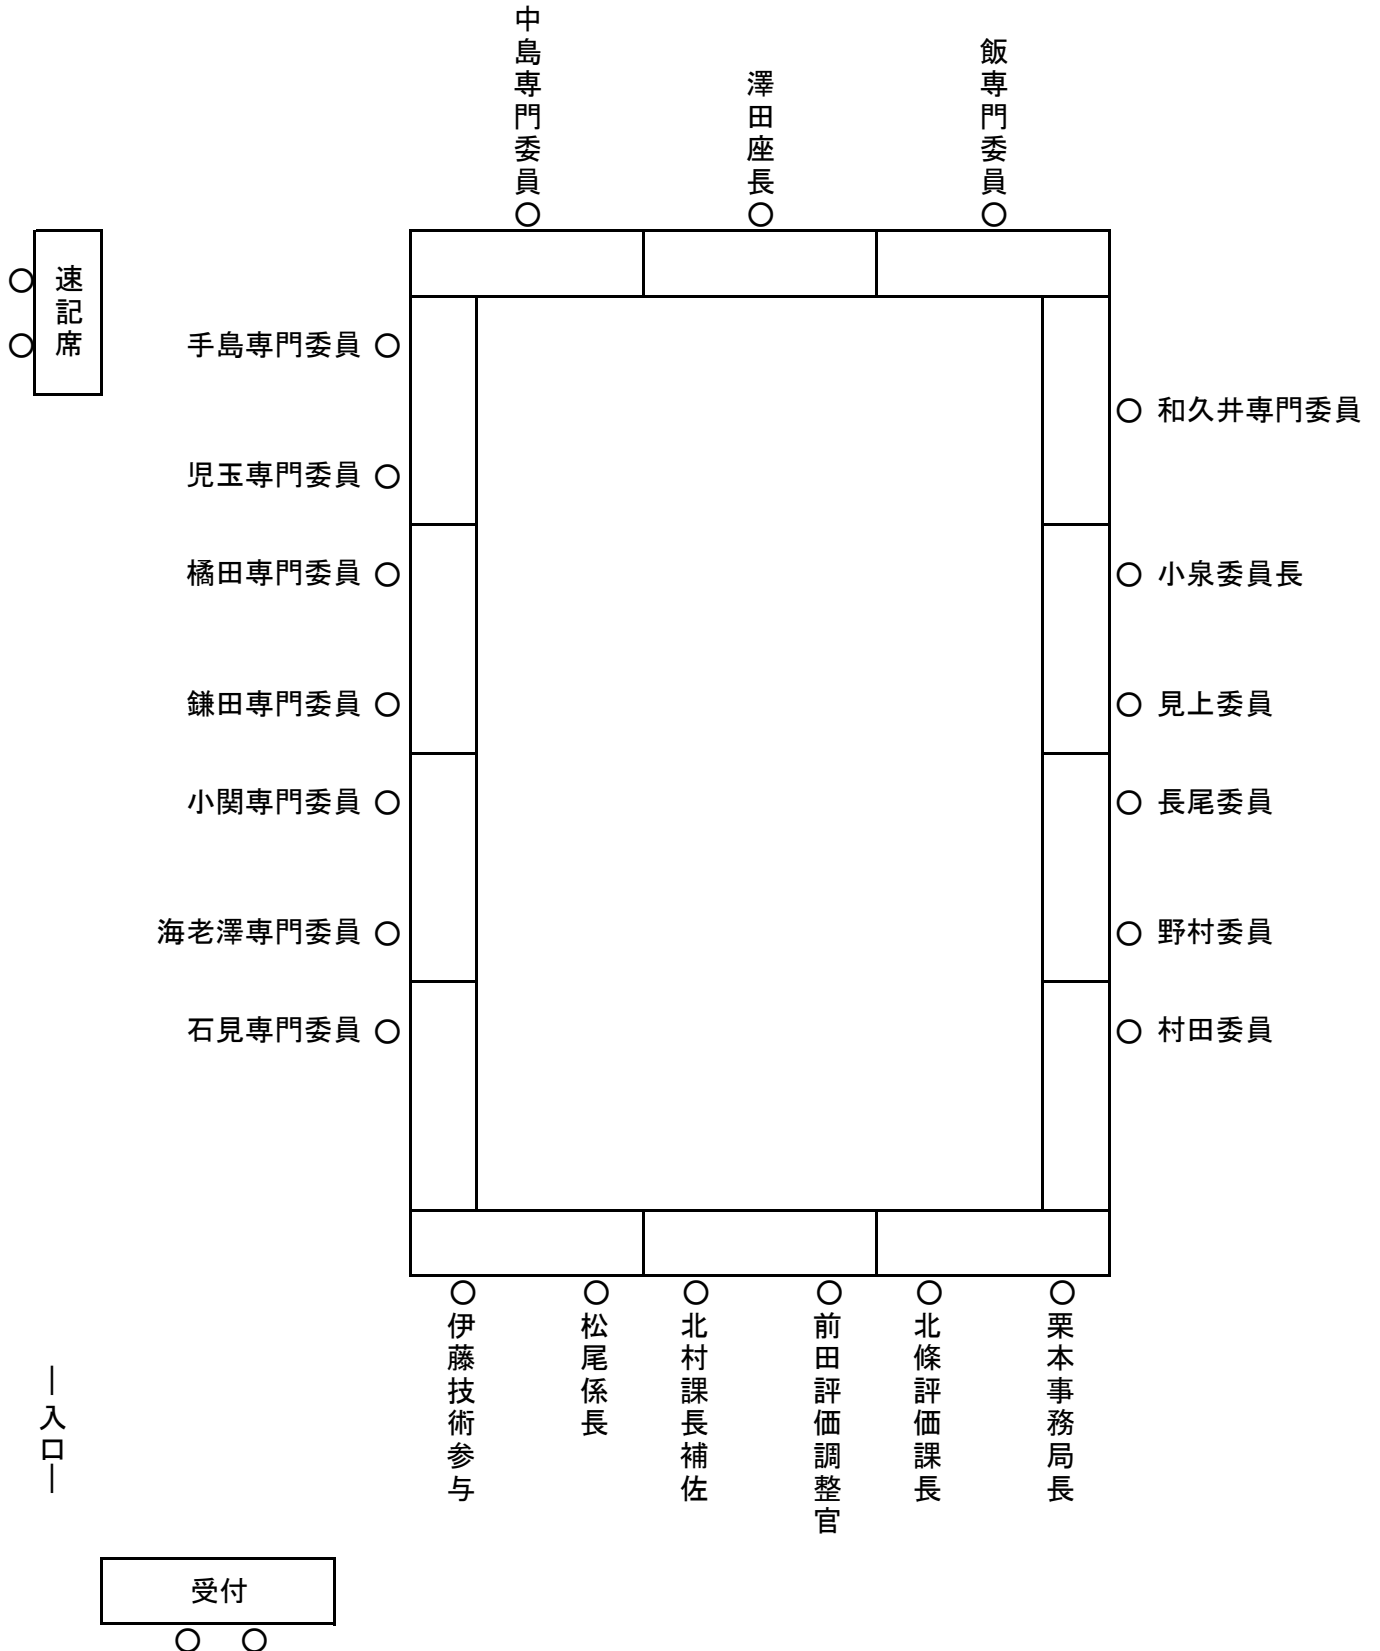 中島専門委員
澤田座長
飯専門委員
速記席
手島専門委員
和久井専門委員
児玉専門委員
橘田専門委員
小泉委員長
鎌田専門委員
見上委員
小関専門委員
長尾委員
海老澤専門委員
野村委員
石見専門委員
村田委員
伊藤技術参与
松尾係長
北村課長補佐
前田評価調整官
北條評価課長
栗本事務局長
―入口―
受付